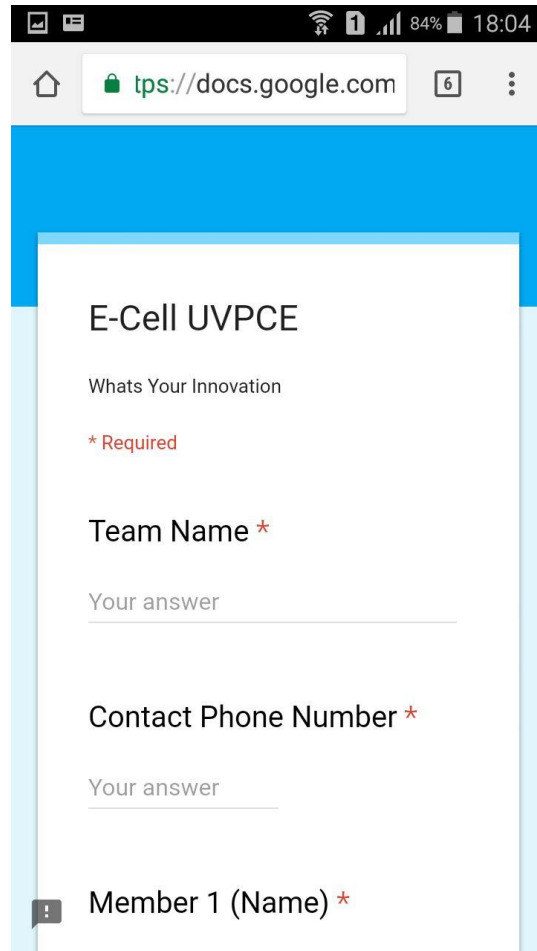 1 84% 18:04
tps://docs.google.com 6
E-Cell UVPCE
Whats Your Innovation
* Required
Team Name *
Your answer
Contact Phone Number *
Your answer
Member 1 (Name) *